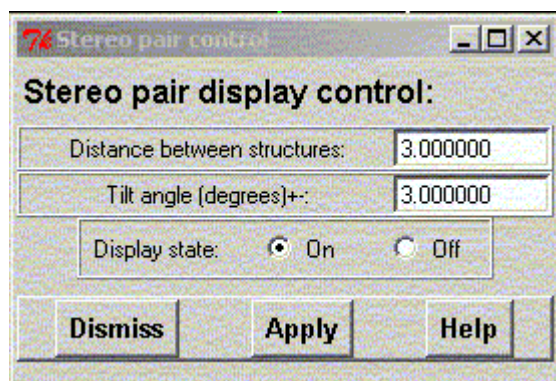 Stereo pair control
Stereo pair display control:
Distance between structures: 3.000000
Tilt angle (degrees)+-: 3.000000
Display state: On Off
Dismiss Apply Help